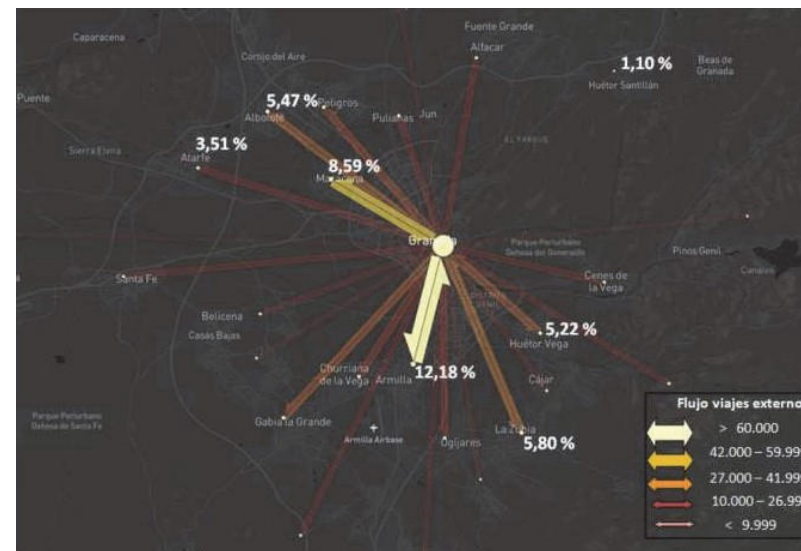 Fuente Grande
Caparacena
Alfacar
Cortijo del Aire
1,10 %
Beas de
Granada
Huétor Santillán
Puente
5,47 %
Peligros
Albolote
Pulianas
Jun
3,51 %
Sierra Elvira
Atarfe
EL FARGUE
8,59 %
Maracena
Granada
Parque Periurbano
Dehesa del Generalife
Pinos Genil
Santa Fe
Cenes de
la Vega
Canales
DISTRITO
GENIL
Belicena
Casas Bajas
5,22 %
Huétor Vega
Churriana
de la Vega
Armilla
12,18 %
Cájar
Parque Periurbano
Dehesa de Santa Fe
Gabia la Grande
Armilla Airbase
Ogíjares
La Zubia
5,80 %
Flujo viajes externo
> 60.000
42.000 – 59.99
27.000 – 41.99
10.000 – 26.99
< 9.999